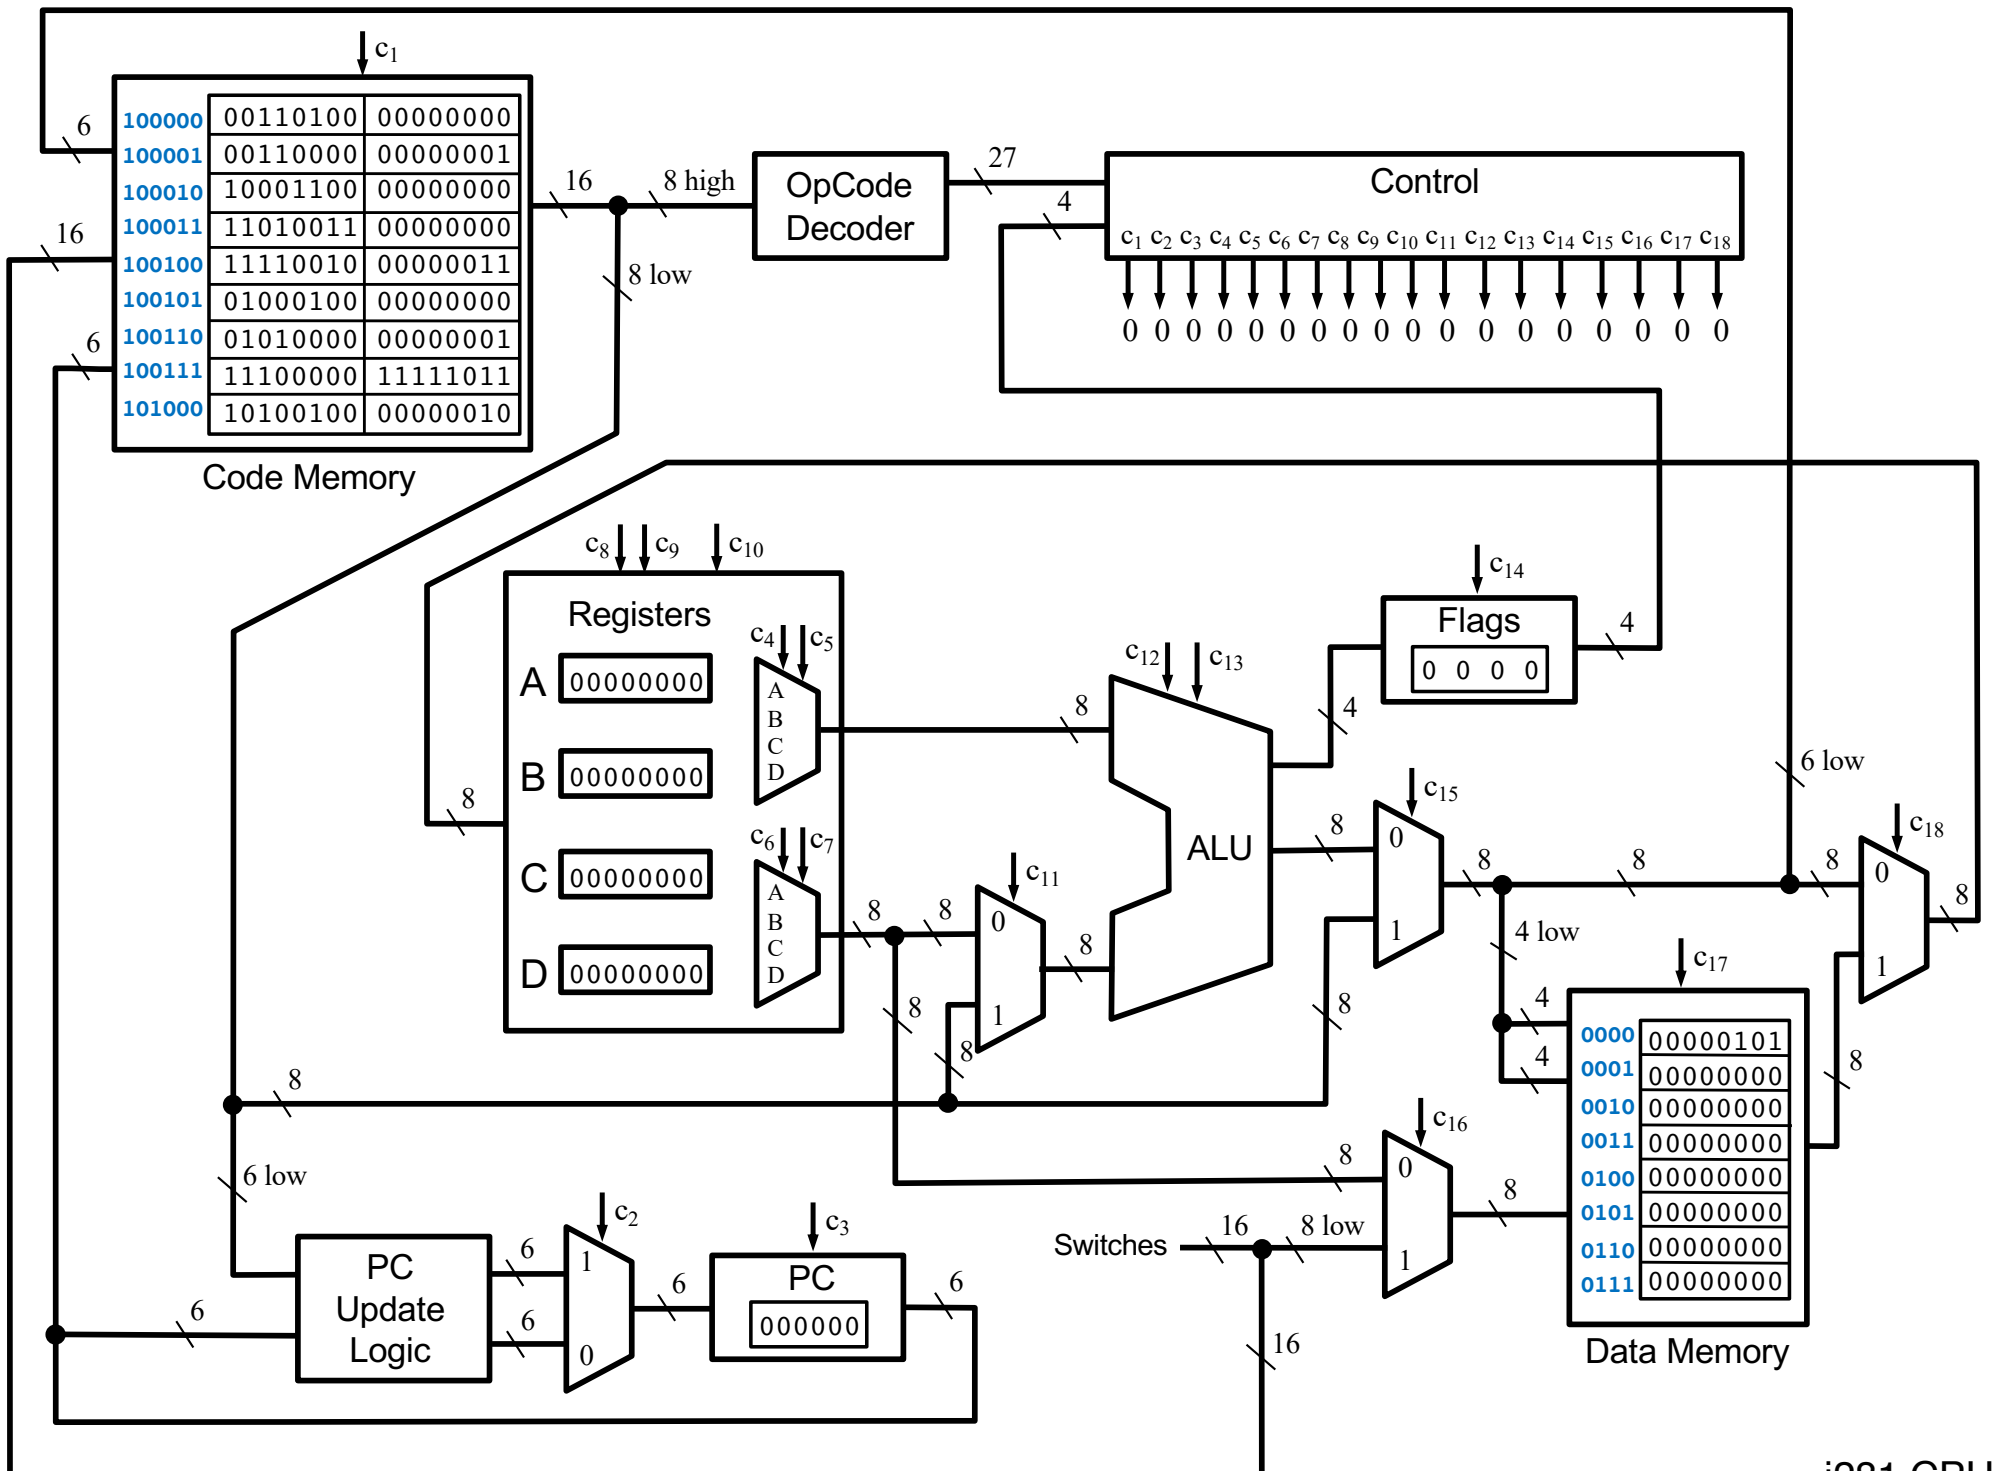 c1
100000 00110100 00000000
100001 00110000 00000001
100010 10001100 00000000
100011 11010011 00000000
100100 11110010 00000011
100101 01000100 00000000
100110 01010000 00000001
100111 11100000 11111011
101000 10100100 00000010
Code Memory
6
16
6
16
8 high
8 low
OpCode
Decoder
27
4
Control
c1 c2 c3 c4 c5 c6 c7 c8 c9 c10 c11 c12 c13 c14 c15 c16 c17 c18
0 0 0 0 0 0 0 0 0 0 0 0 0 0 0 0 0 0
c8 c9 c10
Registers
A 00000000
B 00000000
C 00000000
D 00000000
8
c4 c5
A
B
C
D
c6 c7
A
B
C
D
8
8
8
8
c11
0
1
8
8
c12 c13
ALU
4
c14
Flags
0 0 0 0
4
8
c15
0
1
8
8
8
6 low
8
4 low
4
4
c18
0
1
8
8
c17
0000 00000101
0001 00000000
0010 00000000
0011 00000000
0100 00000000
0101 00000000
0110 00000000
0111 00000000
Data Memory
8
6 low
6
PC
Update
Logic
6
6
c2
1
0
6
c3
PC
000000
6
Switches
16
8 low
16
8
c16
0
1
8